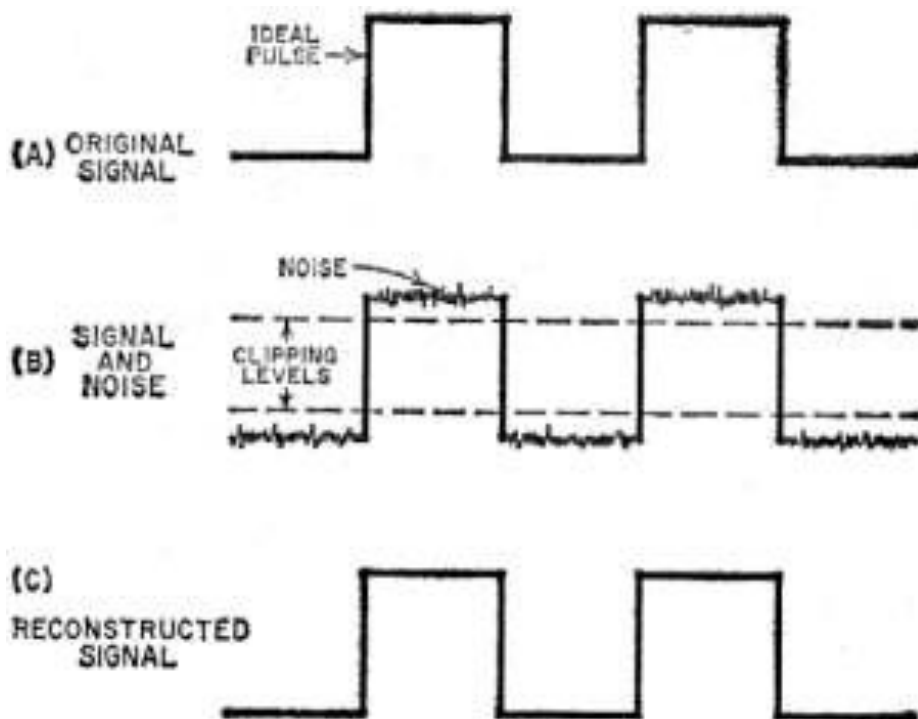 IDEAL
PULSE
(A) ORIGINAL
SIGNAL
NOISE
(B) SIGNAL
AND
NOISE
CLIPPING
LEVELS
(C)
RECONSTRUCTED
SIGNAL